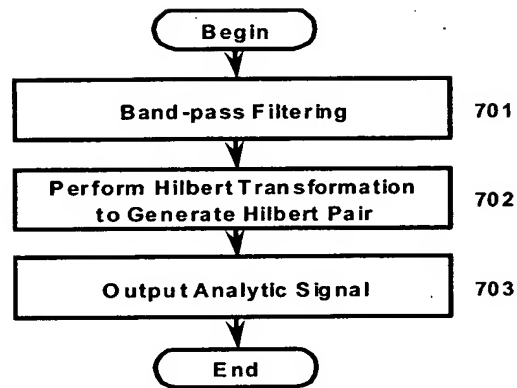 Begin
Band-pass Filtering 701
Perform Hilbert Transformation
to Generate Hilbert Pair 702
Output Analytic Signal 703
End